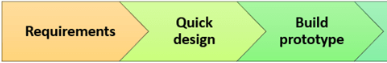 Requirements
Quick
design
Build
prototype